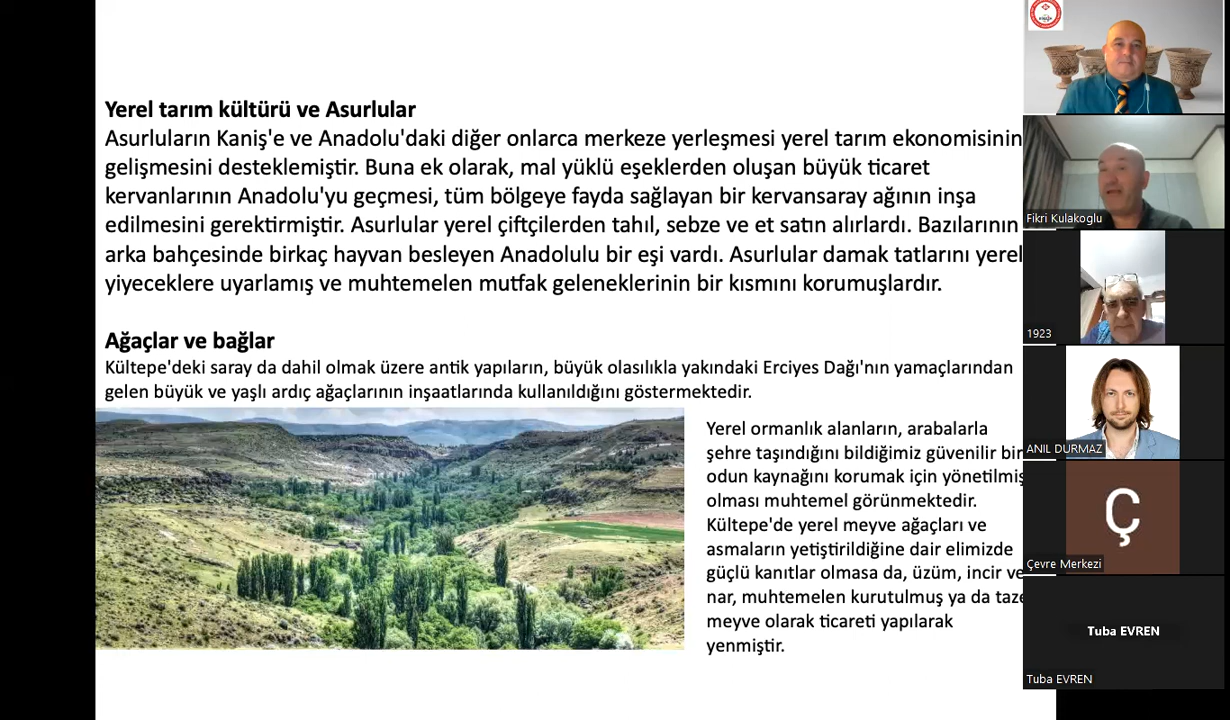 Yerel tarım kültürü ve Asurlular
Asurluların Kaniş'e ve Anadolu'daki diğer onlarca merkeze yerleşmesi yerel tarım ekonomisinin
gelişmesini desteklemiştir. Buna ek olarak, mal yüklü eşeklerden oluşan büyük ticaret
kervanlarının Anadolu'yu geçmesi, tüm bölgeye fayda sağlayan bir kervansaray ağının inşa
edilmesini gerektirmiştir. Asurlular yerel çiftçilerden tahıl, sebze ve et satın alırlardı. Bazılarının
arka bahçesinde birkaç hayvan besleyen Anadolulu bir eşi vardı. Asurlular damak tatlarını yerel
yiyeceklere uyarlamış ve muhtemelen mutfak geleneklerinin bir kısmını korumuşlardır.
Ağaçlar ve bağlar
Kültepe'deki saray da dahil olmak üzere antik yapıların, büyük olasılıkla yakındaki Erciyes Dağı'nın yamaçlarından
gelen büyük ve yaşlı ardıç ağaçlarının inşaatlarında kullanıldığını göstermektedir.
Yerel ormanlık alanların, arabalarla
şehre taşındığını bildiğimiz güvenilir bir
odun kaynağını korumak için yönetilmiş
olması muhtemel görünmektedir.
Kültepe'de yerel meyve ağaçları ve
asmaların yetiştirildiğine dair elimizde
güçlü kanıtlar olmasa da, üzüm, incir ve
nar, muhtemelen kurutulmuş ya da taze
meyve olarak ticareti yapılarak
yenmiştir.
Fikri Kulakoglu
1923
ANIL DURMAZ
Ç
Çevre Merkezi
Tuba EVREN
Tuba EVREN